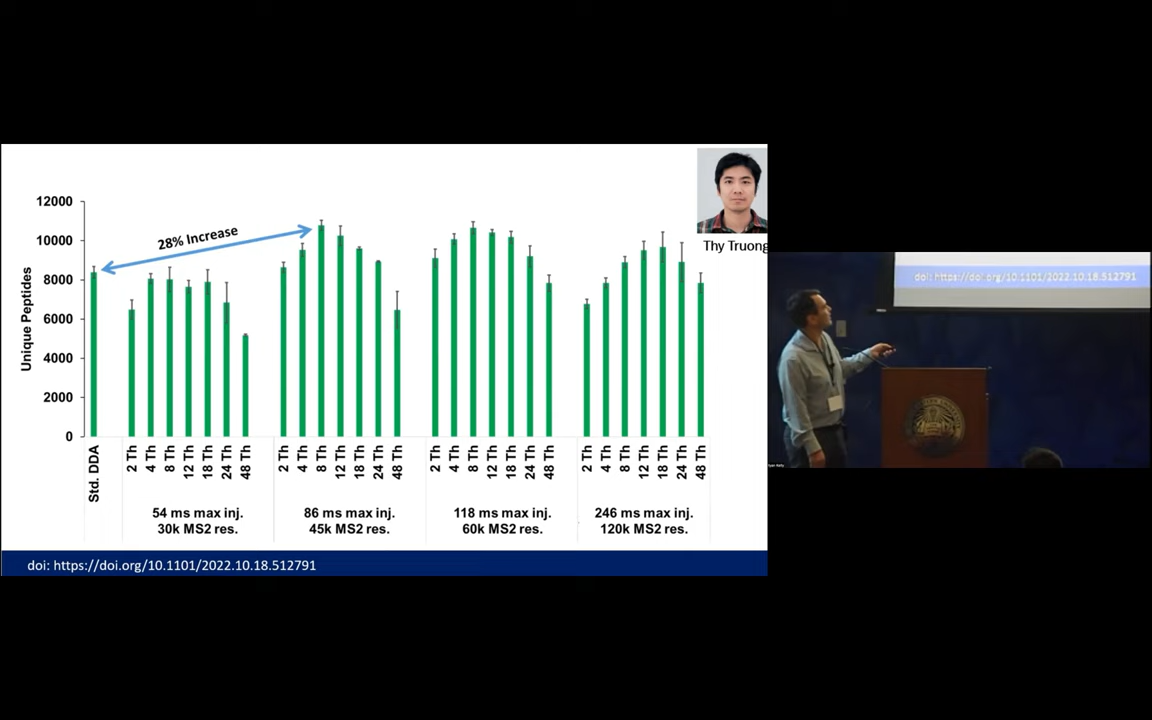 12000
10000
8000
6000
4000
2000
0
Unique Peptides
28% Increase
Thy Truong
Std. DDA
2 Th
4 Th
8 Th
12 Th
18 Th
24 Th
48 Th
54 ms max inj.
30k MS2 res.
2 Th
4 Th
8 Th
12 Th
18 Th
24 Th
48 Th
86 ms max inj.
45k MS2 res.
2 Th
4 Th
8 Th
12 Th
18 Th
24 Th
48 Th
118 ms max inj.
60k MS2 res.
2 Th
4 Th
8 Th
12 Th
18 Th
24 Th
48 Th
246 ms max inj.
120k MS2 res.
doi: https://doi.org/10.1101/2022.10.18.512791
doi: https://doi.org/10.1101/2022.10.18.512791